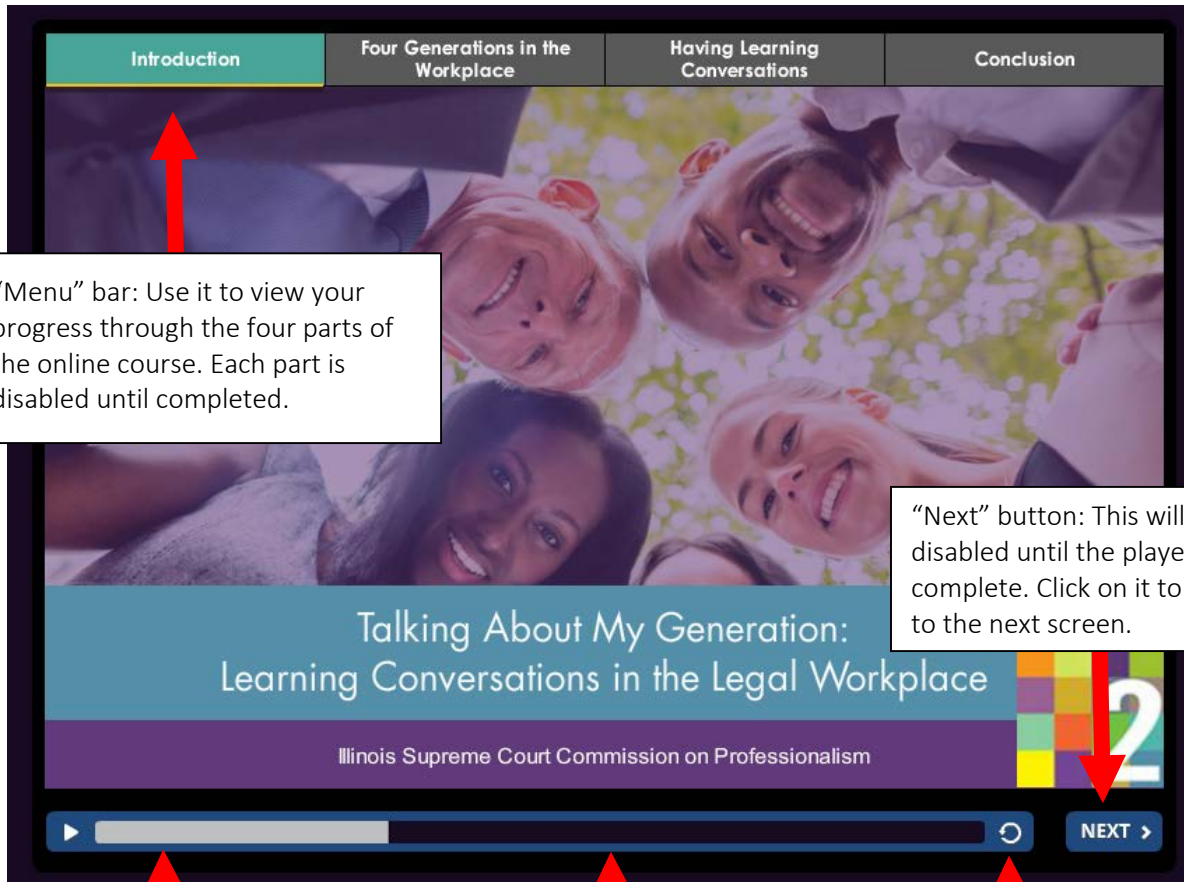 Introduction
Four Generations in the
Workplace
Having Learning
Conversations
Conclusion
“Menu” bar: Use it to view your
progress through the four parts of
the online course. Each part is
disabled until completed.
“Next” button: This will
disabled until the playe
complete. Click on it to
to the next screen.
Talking About My Generation:
Learning Conversations in the Legal Workplace
2
Illinois Supreme Court Commission on Professionalism
NEXT >